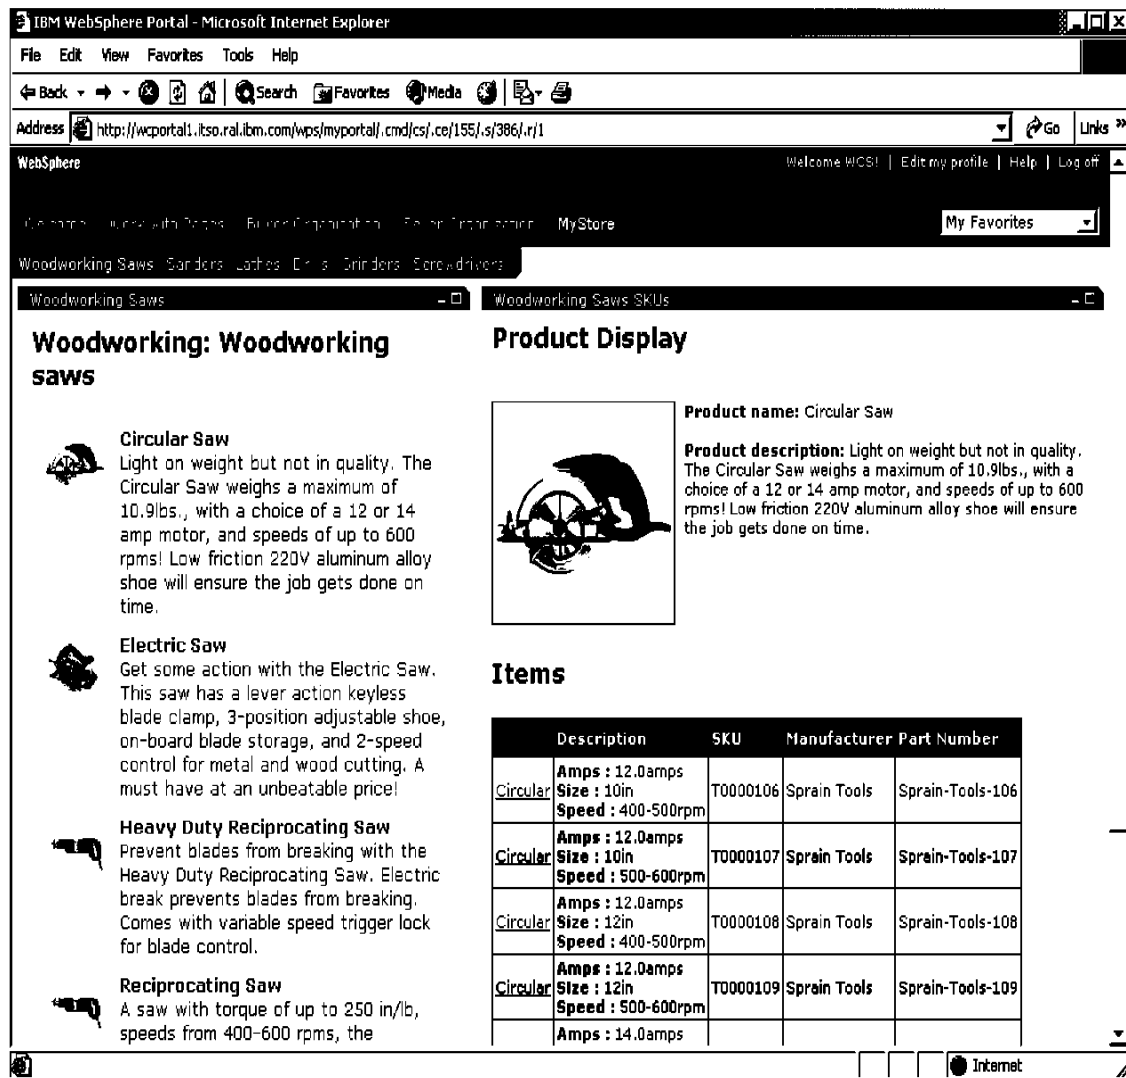 IBM WebSphere Portal - Microsoft Internet Explorer
File Edit View Favorites Tools Help
Back Search Favorites Media
Address http://wcportal1.itso.ral.ibm.com/wps/myportal/.cmd/cs/.ce/155/.s/386/.r/1 Go Links »
WebSphere Welcome WCS! | Edit my profile | Help | Log off
MyStore My Favorites
Woodworking Saws Sanders Lathes Drills Grinders Screwdrivers
Woodworking Saws
Woodworking: Woodworking
saws
Circular Saw
Light on weight but not in quality. The
Circular Saw weighs a maximum of
10.9lbs., with a choice of a 12 or 14
amp motor, and speeds of up to 600
rpms! Low friction 220V aluminum alloy
shoe will ensure the job gets done on
time.
Electric Saw
Get some action with the Electric Saw.
This saw has a lever action keyless
blade clamp, 3-position adjustable shoe,
on-board blade storage, and 2-speed
control for metal and wood cutting. A
must have at an unbeatable price!
Heavy Duty Reciprocating Saw
Prevent blades from breaking with the
Heavy Duty Reciprocating Saw. Electric
break prevents blades from breaking.
Comes with variable speed trigger lock
for blade control.
Reciprocating Saw
A saw with torque of up to 250 in/lb,
speeds from 400-600 rpms, the
Woodworking Saws SKUs
Product Display
Product name: Circular Saw
Product description: Light on weight but not in quality.
The Circular Saw weighs a maximum of 10.9lbs., with a
choice of a 12 or 14 amp motor, and speeds of up to 600
rpms! Low friction 220V aluminum alloy shoe will ensure
the job gets done on time.
Items
Description SKU Manufacturer Part Number
Amps : 12.0amps
Circular Size : 10in T0000106 Sprain Tools Sprain-Tools-106
Speed : 400-500rpm
Amps : 12.0amps
Circular Size : 10in T0000107 Sprain Tools Sprain-Tools-107
Speed : 500-600rpm
Amps : 12.0amps
Circular Size : 12in T0000108 Sprain Tools Sprain-Tools-108
Speed : 400-500rpm
Amps : 12.0amps
Circular Size : 12in T0000109 Sprain Tools Sprain-Tools-109
Speed : 500-600rpm
Amps : 14.0amps
Internet